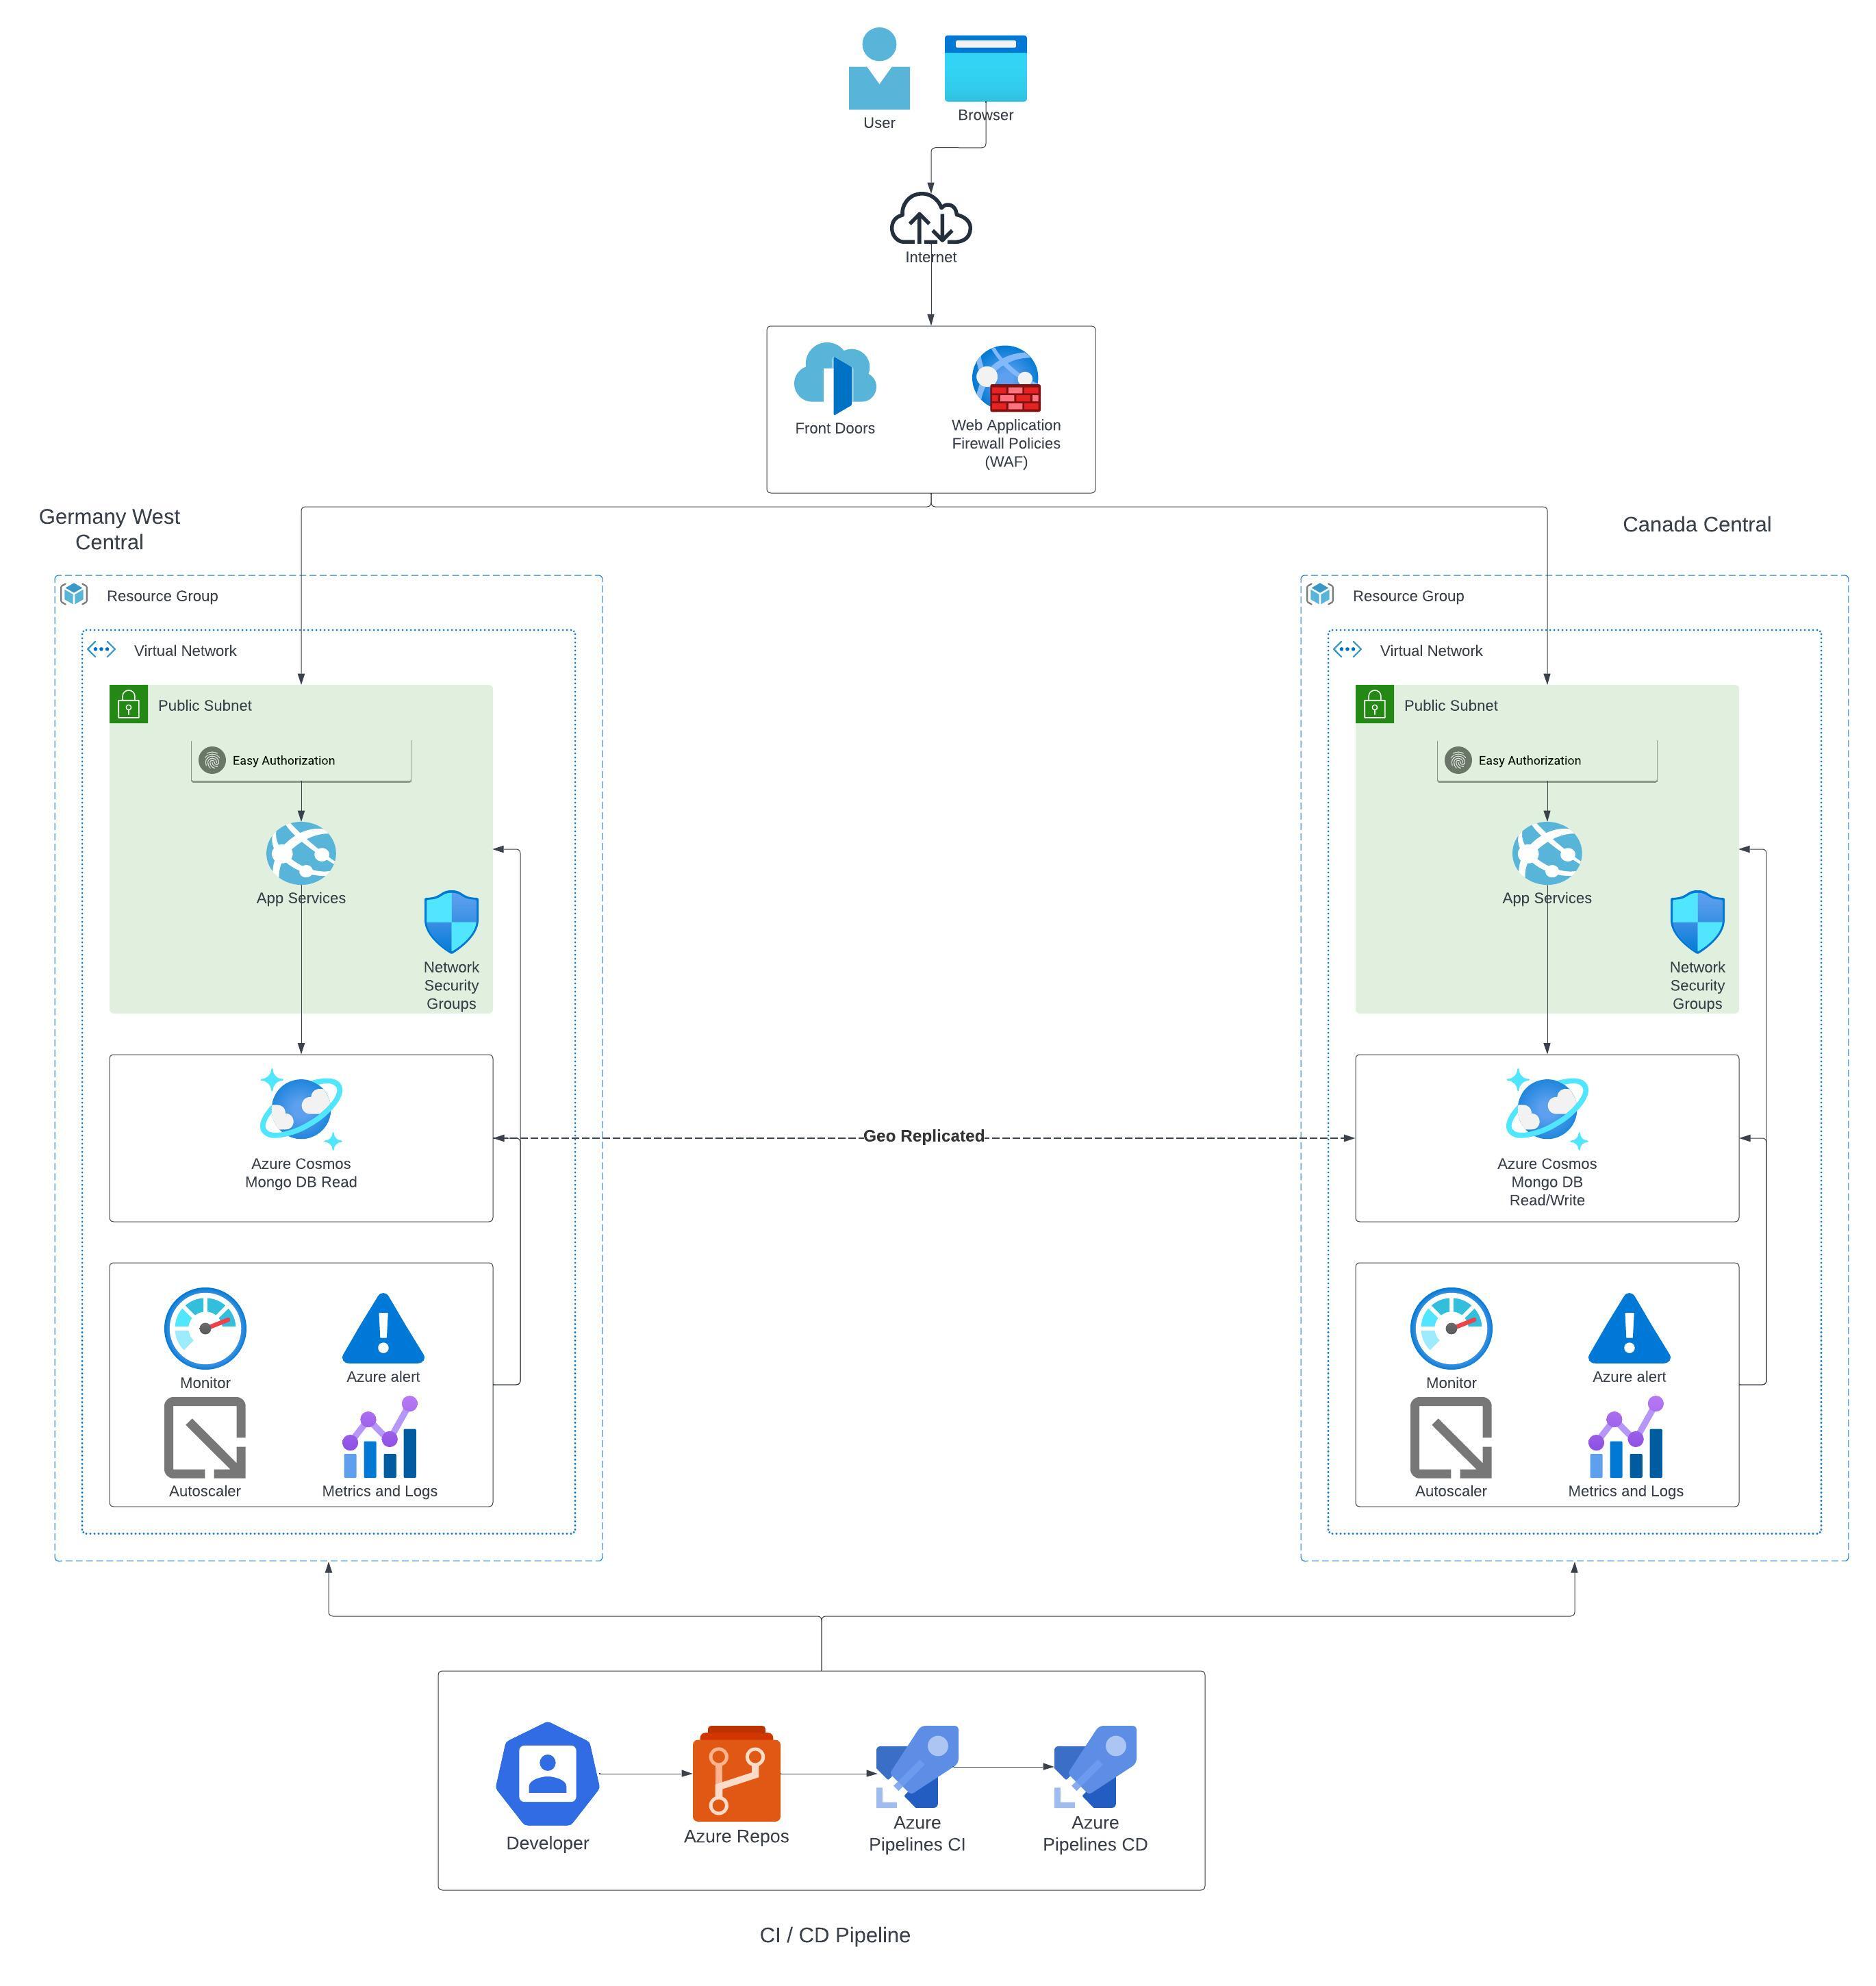 User
Browser
Internet
Front Doors
Web Application
Firewall Policies
(WAF)
Germany West
Central
Canada Central
Resource Group
Virtual Network
Public Subnet
Easy Authorization
App Services
Network
Security
Groups
Azure Cosmos
Mongo DB Read
Monitor
Azure alert
Autoscaler
Metrics and Logs
Geo Replicated
Resource Group
Virtual Network
Public Subnet
Easy Authorization
App Services
Network
Security
Groups
Azure Cosmos
Mongo DB
Read/Write
Monitor
Azure alert
Autoscaler
Metrics and Logs
Developer
Azure Repos
Azure
Pipelines CI
Azure
Pipelines CD
CI / CD Pipeline